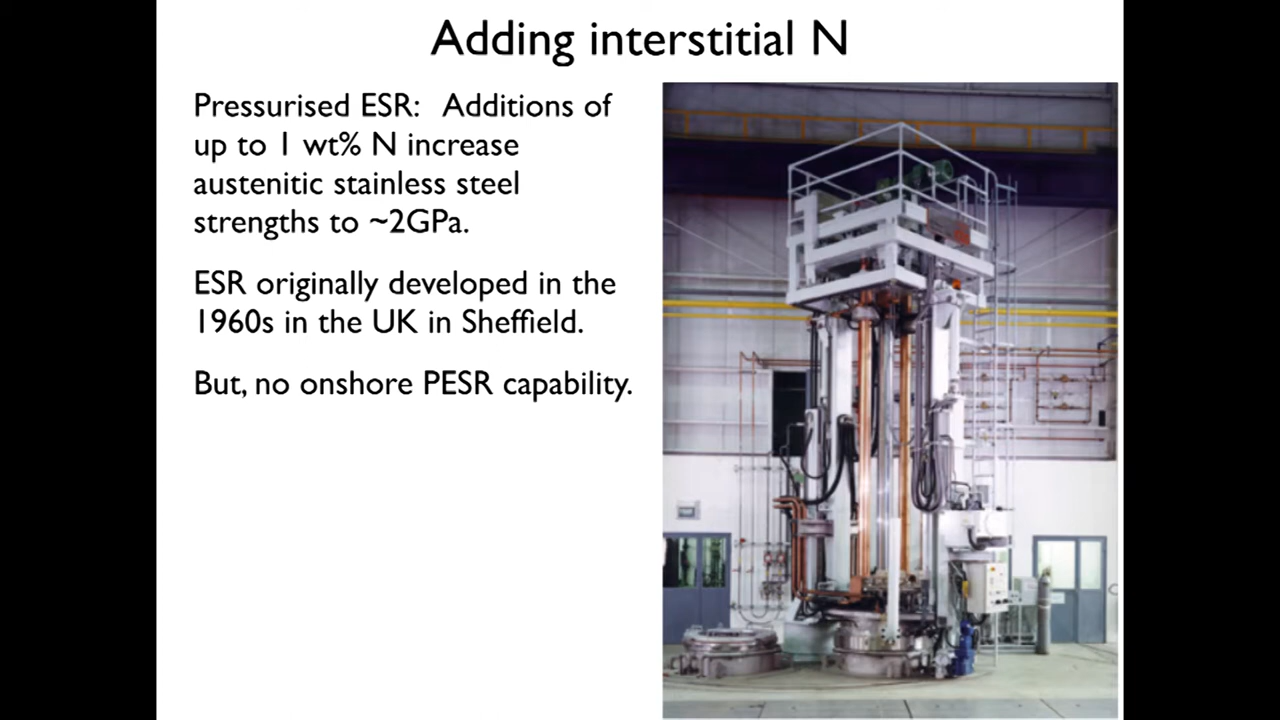 Adding interstitial N
Pressurised ESR: Additions of
up to 1 wt% N increase
austenitic stainless steel
strengths to ~2GPa.
ESR originally developed in the
1960s in the UK in Sheffield.
But, no onshore PESR capability.